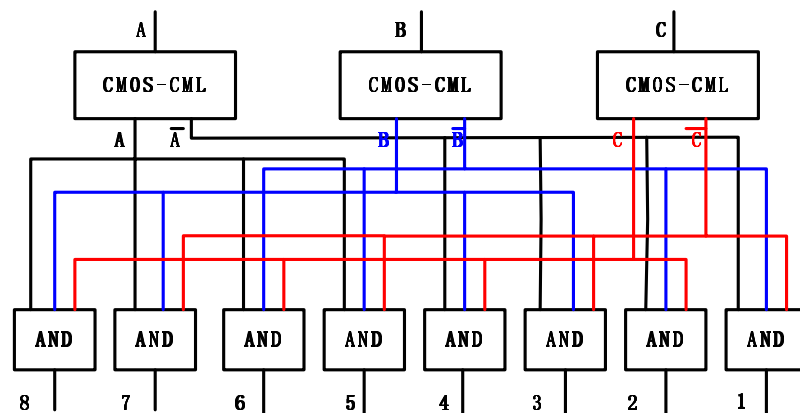 A B C
CMOS-CML CMOS-CML CMOS-CML
A A̅ B B̅ C C̅
AND AND AND AND AND AND AND AND
8 7 6 5 4 3 2 1